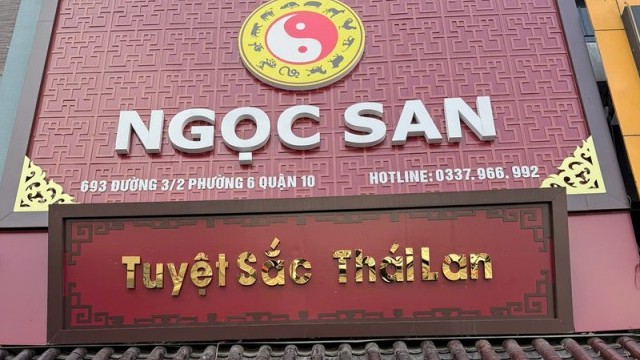 NGỌC SAN
693 ĐƯỜNG 3/2 PHƯỜNG 6 QUẬN 10 HOTLINE: 0337.966.992
Tuyệt Sắc Thái Lan